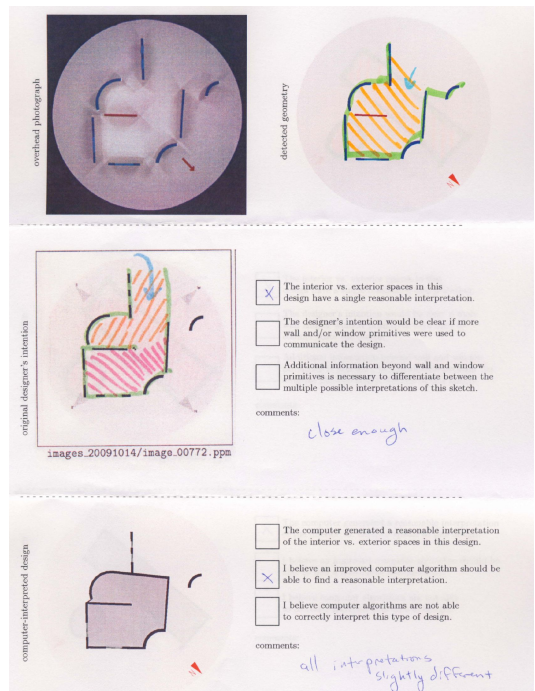 overhead photograph
detected geometry
N
original designer's intention
images_20091014/image_00772.ppm
X
The interior vs. exterior spaces in this
design have a single reasonable interpretation.
The designer's intention would be clear if more
wall and/or window primitives were used to
communicate the design.
Additional information beyond wall and window
primitives is necessary to differentiate between the
multiple possible interpretations of this sketch.
comments:
close enough
computer-interpreted design
N
The computer generated a reasonable interpretation
of the interior vs. exterior spaces in this design.
X
I believe an improved computer algorithm should be
able to find a reasonable interpretation.
I believe computer algorithms are not able
to correctly interpret this type of design.
comments:
all intrpretations
slightly different